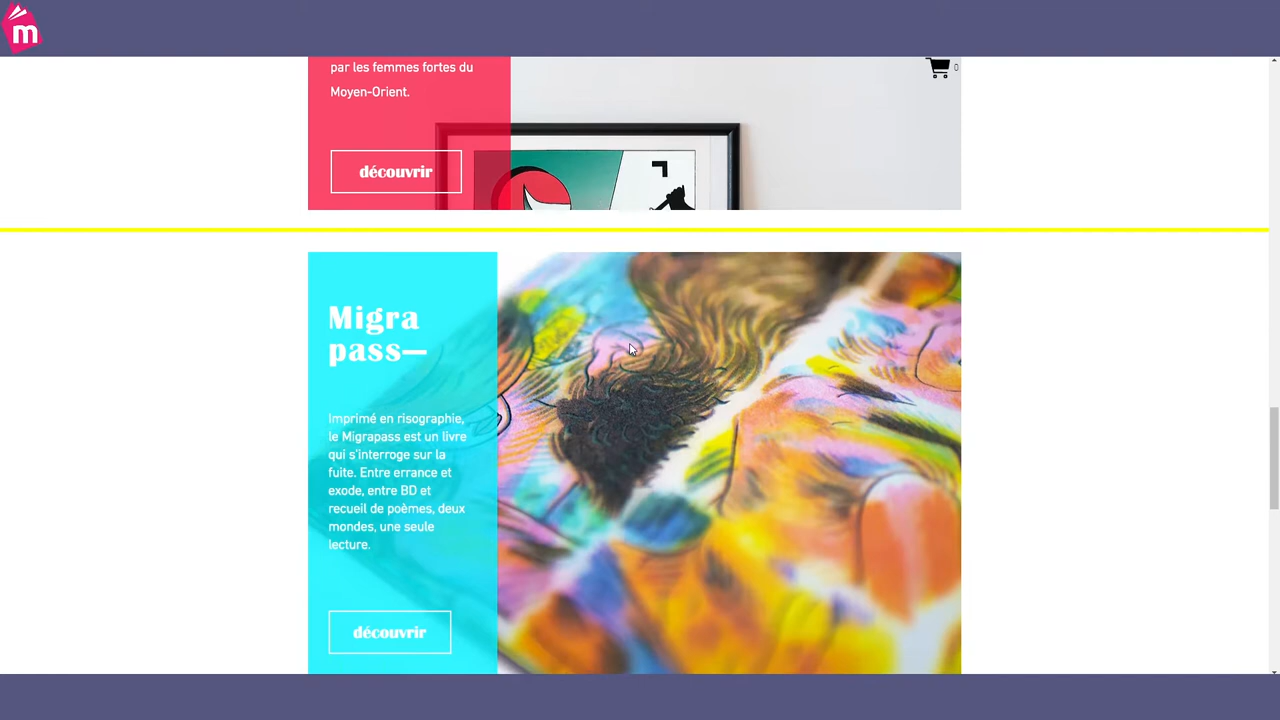 m
par les femmes fortes du
Moyen-Orient.
0
découvrir
Migra
pass—
Imprimé en risographie,
le Migrapass est un livre
qui s'interroge sur la
fuite. Entre errance et
exode, entre BD et
recueil de poèmes, deux
mondes, une seule
lecture.
découvrir